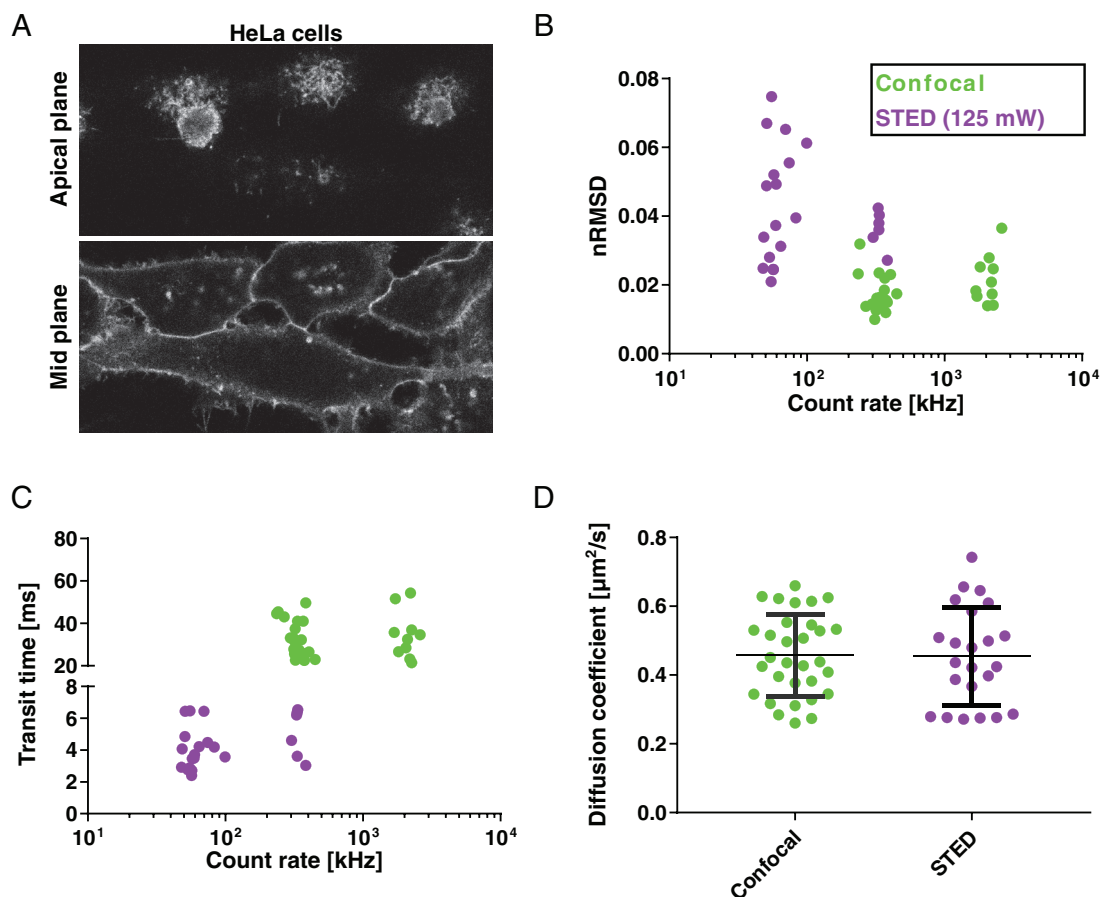 A
HeLa cells
Apical plane
Mid plane
B
Confocal
STED (125 mW)
0.08
0.06
0.04
0.02
0.00
nRMSD
10¹ 10² 10³ 10⁴
Count rate [kHz]
C
80
60
40
20
8
6
4
2
0
Transit time [ms]
10¹ 10² 10³ 10⁴
Count rate [kHz]
D
0.8
0.6
0.4
0.2
0.0
Diffusion coefficient [µm²/s]
Confocal
STED